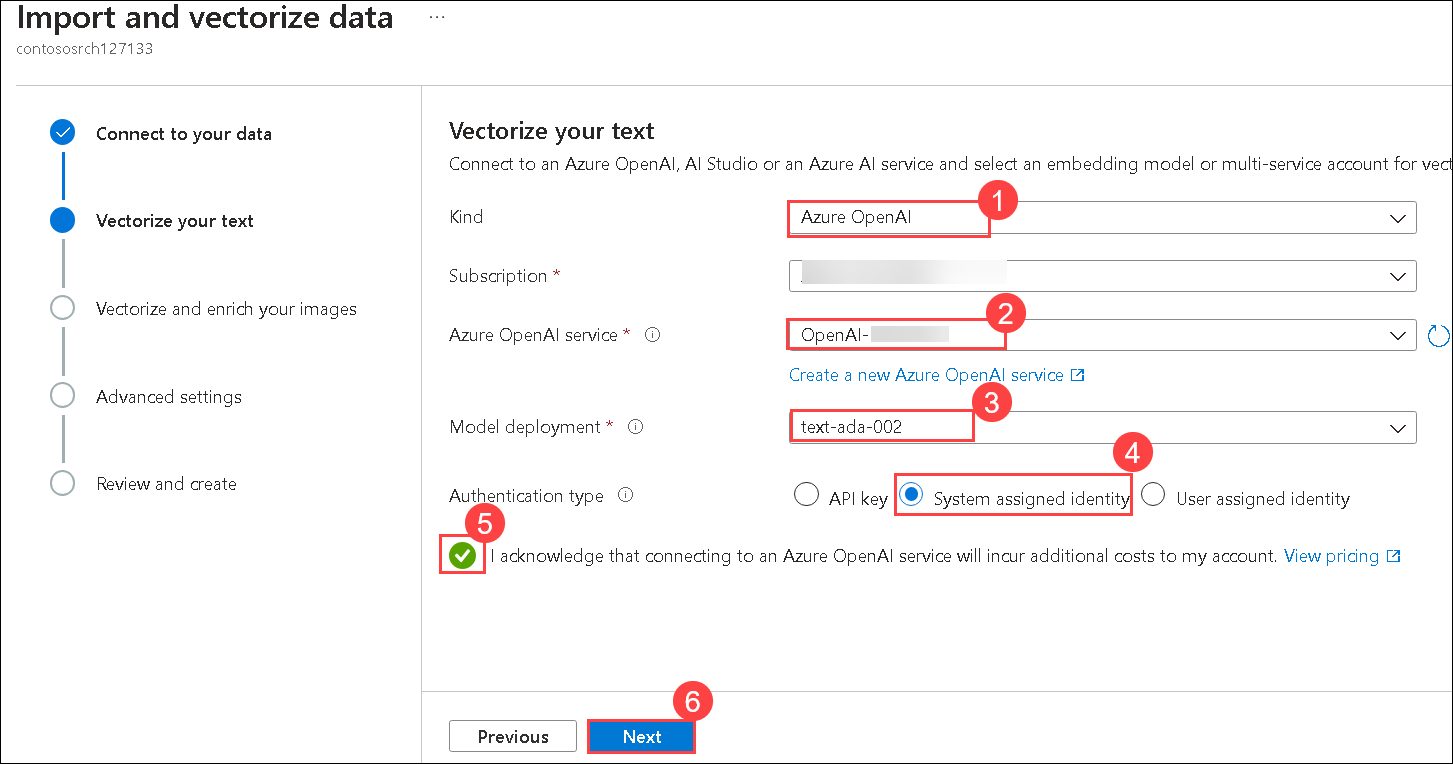 Import and vectorize data ...
contososrch127133
Connect to your data
Vectorize your text
Vectorize and enrich your images
Advanced settings
Review and create
Vectorize your text
Connect to an Azure OpenAI, AI Studio or an Azure AI service and select an embedding model or multi-service account for vect
1
Kind Azure OpenAI
Subscription *
2
Azure OpenAI service * OpenAI-
Create a new Azure OpenAI service
3
Model deployment * text-ada-002
4
Authentication type API key System assigned identity User assigned identity
5
I acknowledge that connecting to an Azure OpenAI service will incur additional costs to my account. View pricing
6
Previous Next